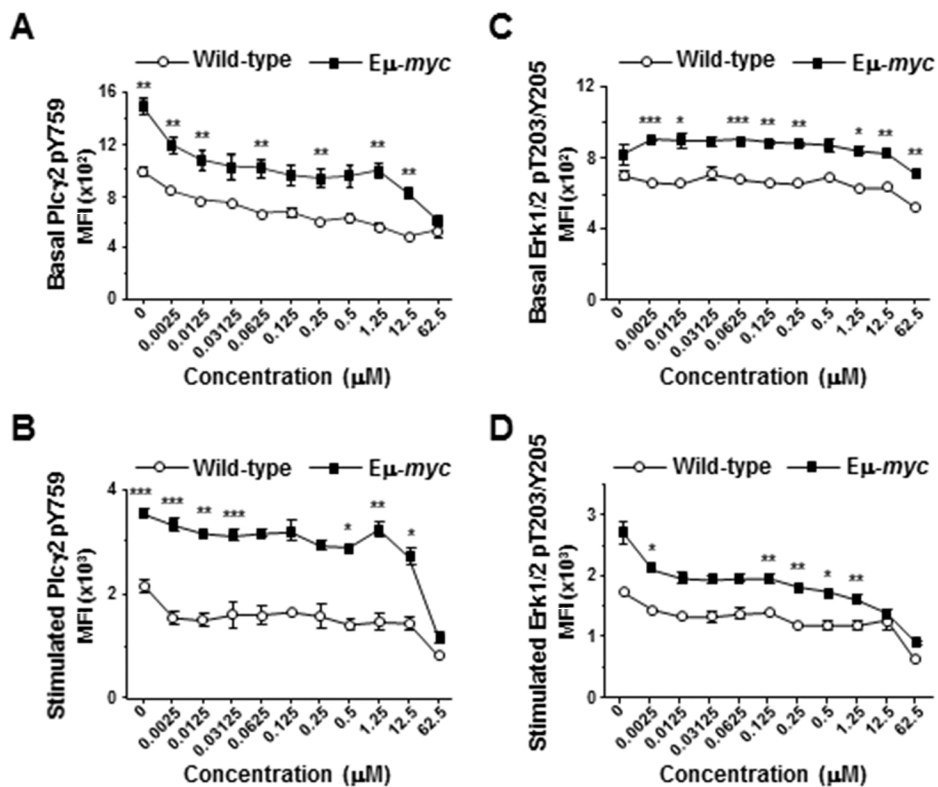 A
Wild-type Eμ-myc
Basal Plcγ2 pY759
MFI (x10²)
16
12
8
4
0
** ** ** ** ** ** **
0 0.0025 0.0125 0.03125 0.0625 0.125 0.25 0.5 1.25 12.5 62.5
Concentration (μM)
C
Wild-type Eμ-myc
Basal Erk1/2 pT203/Y205
MFI (x10²)
12
8
4
0
*** * *** ** ** * ** **
0 0.0025 0.0125 0.03125 0.0625 0.125 0.25 0.5 1.25 12.5 62.5
Concentration (μM)
B
Wild-type Eμ-myc
Stimulated Plcγ2 pY759
MFI (x10³)
4
2
0
*** *** ** *** * ** *
0 0.0025 0.0125 0.03125 0.0625 0.125 0.25 0.5 1.25 12.5 62.5
Concentration (μM)
D
Wild-type Eμ-myc
Stimulated Erk1/2 pT203/Y205
MFI (x10³)
3
2
1
0
* ** ** * **
0 0.0025 0.0125 0.03125 0.0625 0.125 0.25 0.5 1.25 12.5 62.5
Concentration (μM)